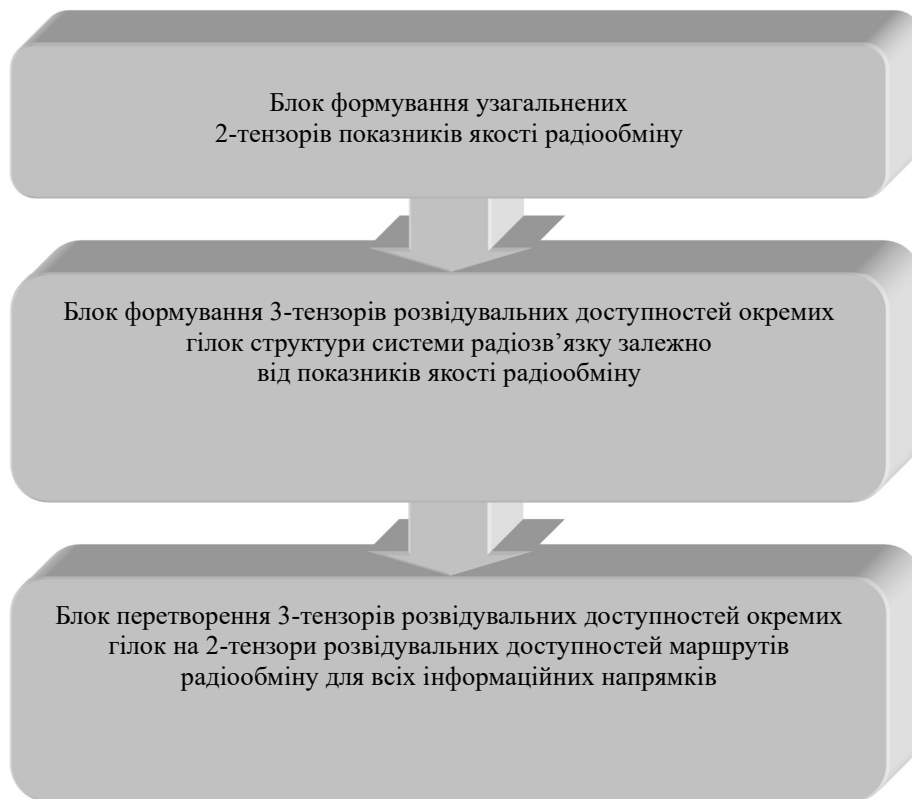 Блок формування узагальнених
2-тензорів показників якості радіообміну
Блок формування 3-тензорів розвідувальних доступностей окремих
гілок структури системи радіозв’язку залежно
від показників якості радіообміну
Блок перетворення 3-тензорів розвідувальних доступностей окремих
гілок на 2-тензори розвідувальних доступностей маршрутів
радіообміну для всіх інформаційних напрямків